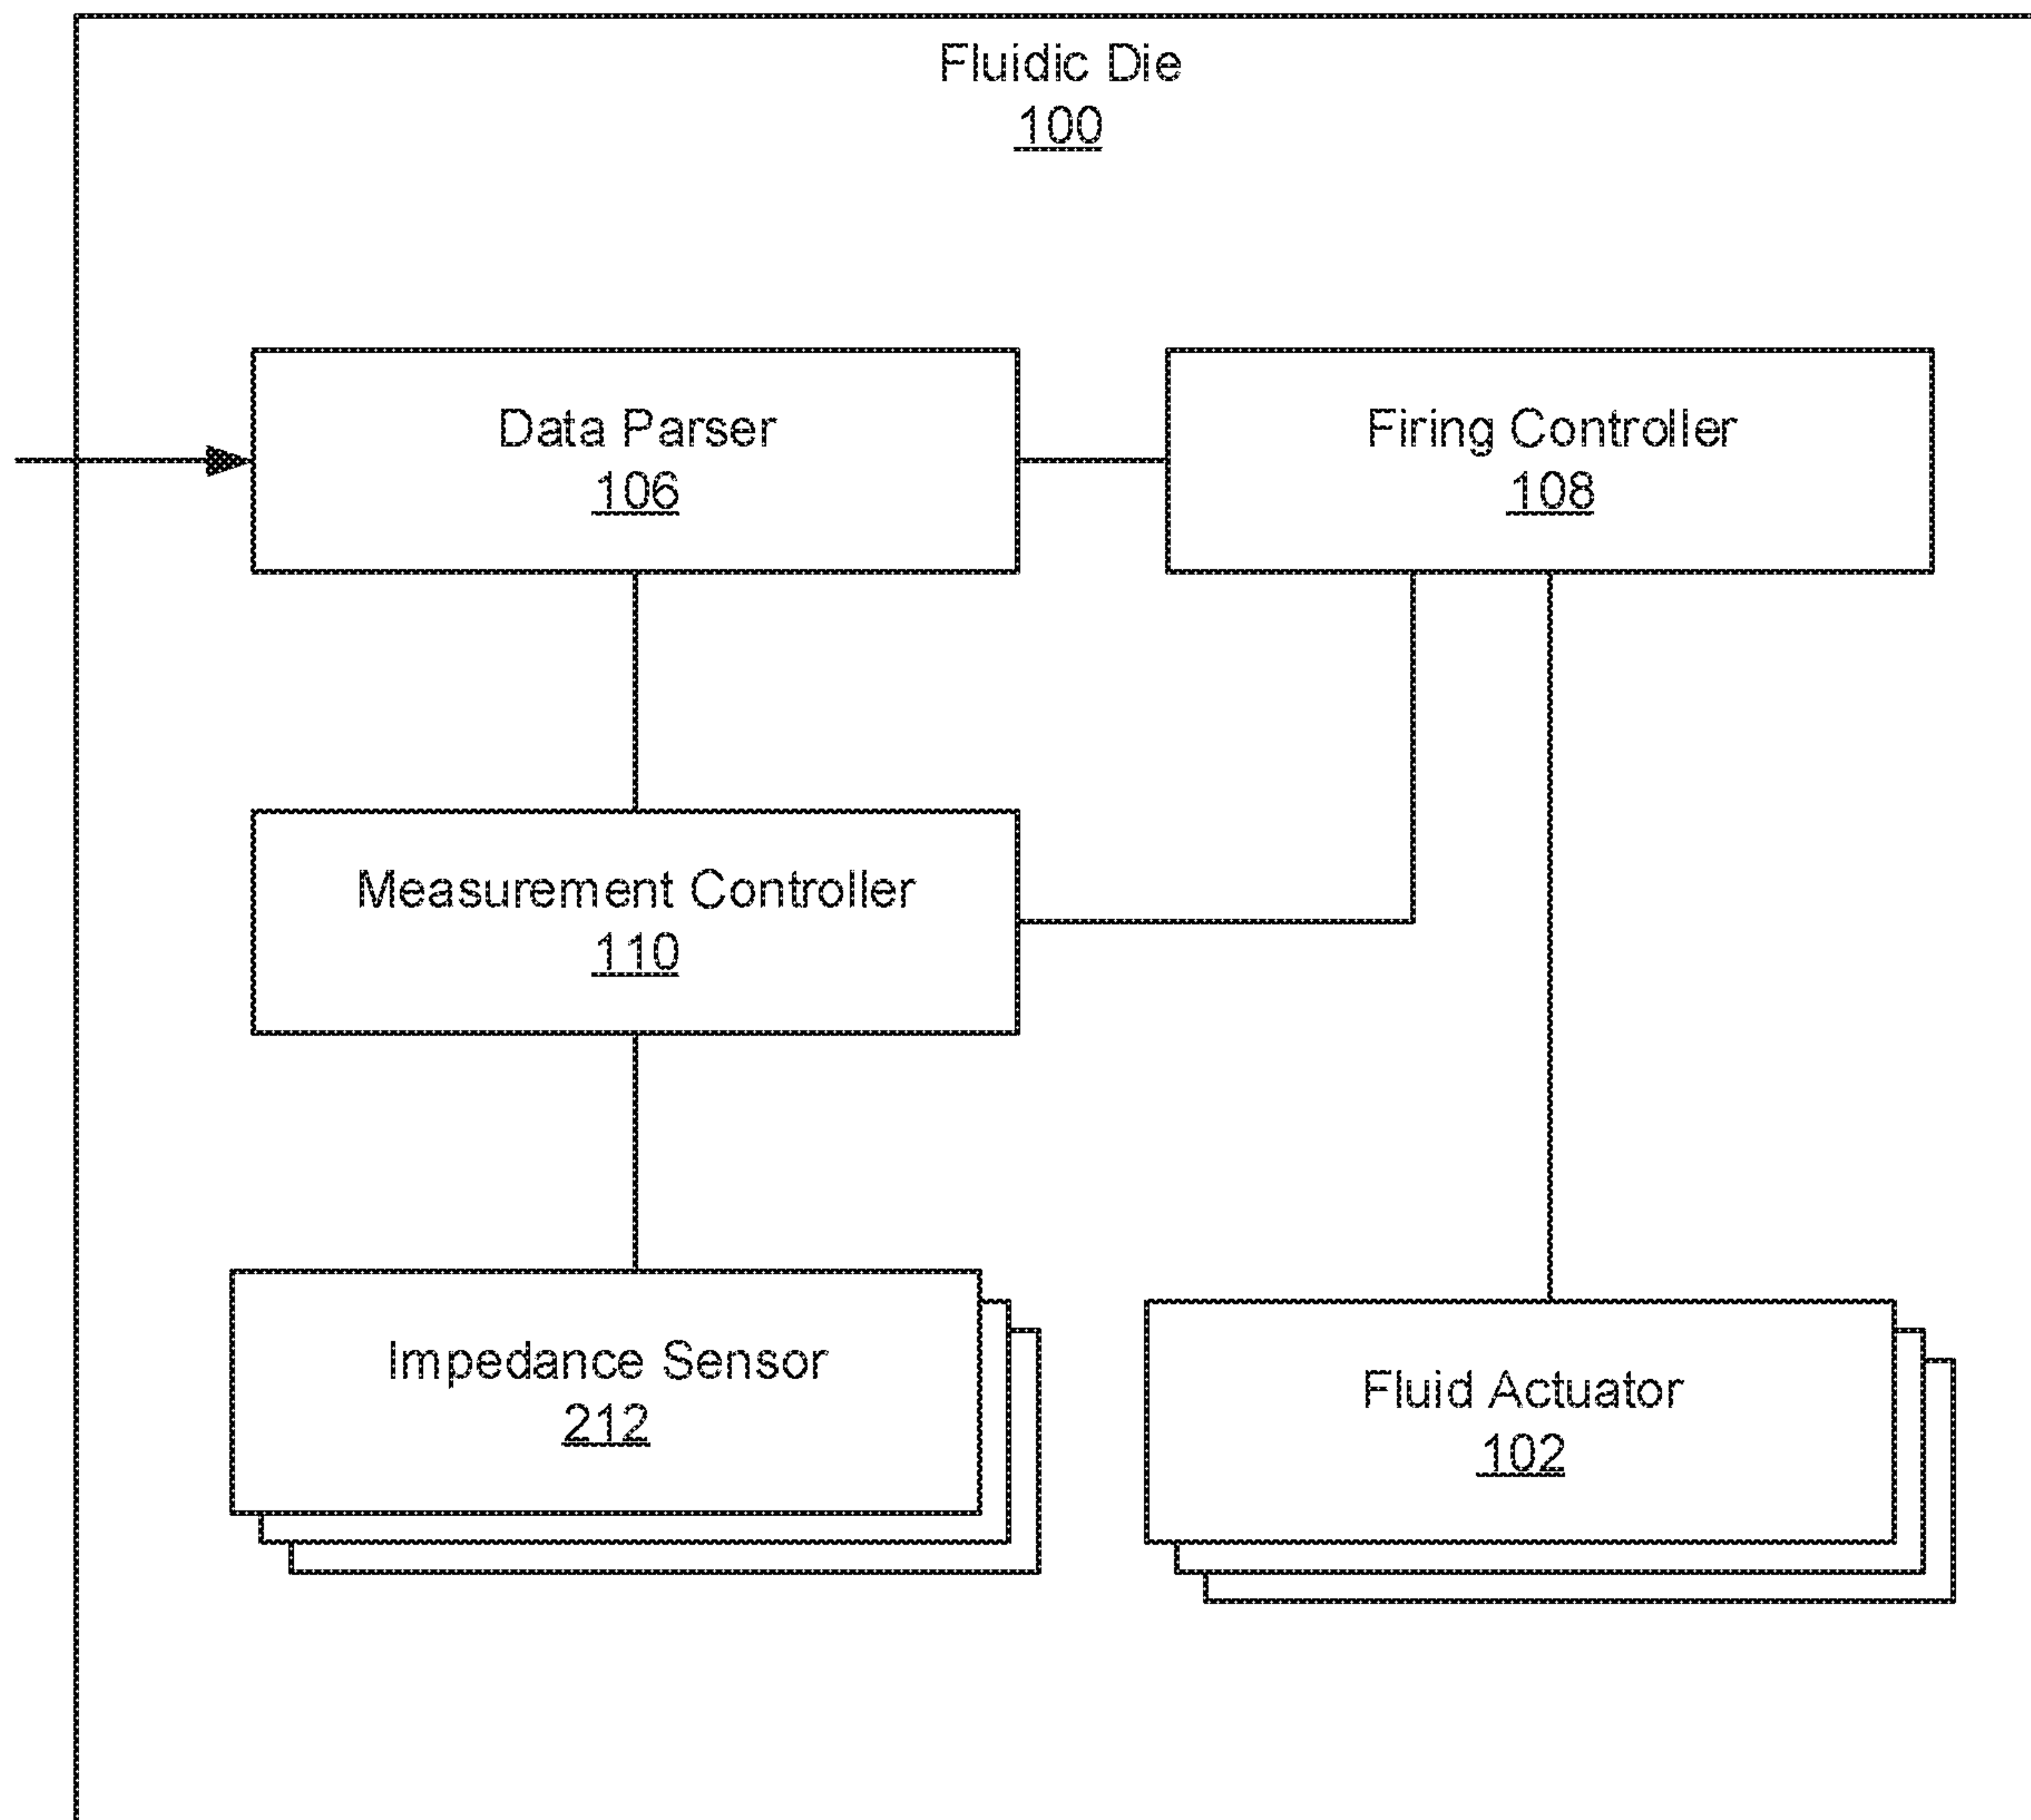 Fluidic Die
100
Data Parser
106
Firing Controller
108
Measurement Controller
110
Impedance Sensor
212
Fluid Actuator
102